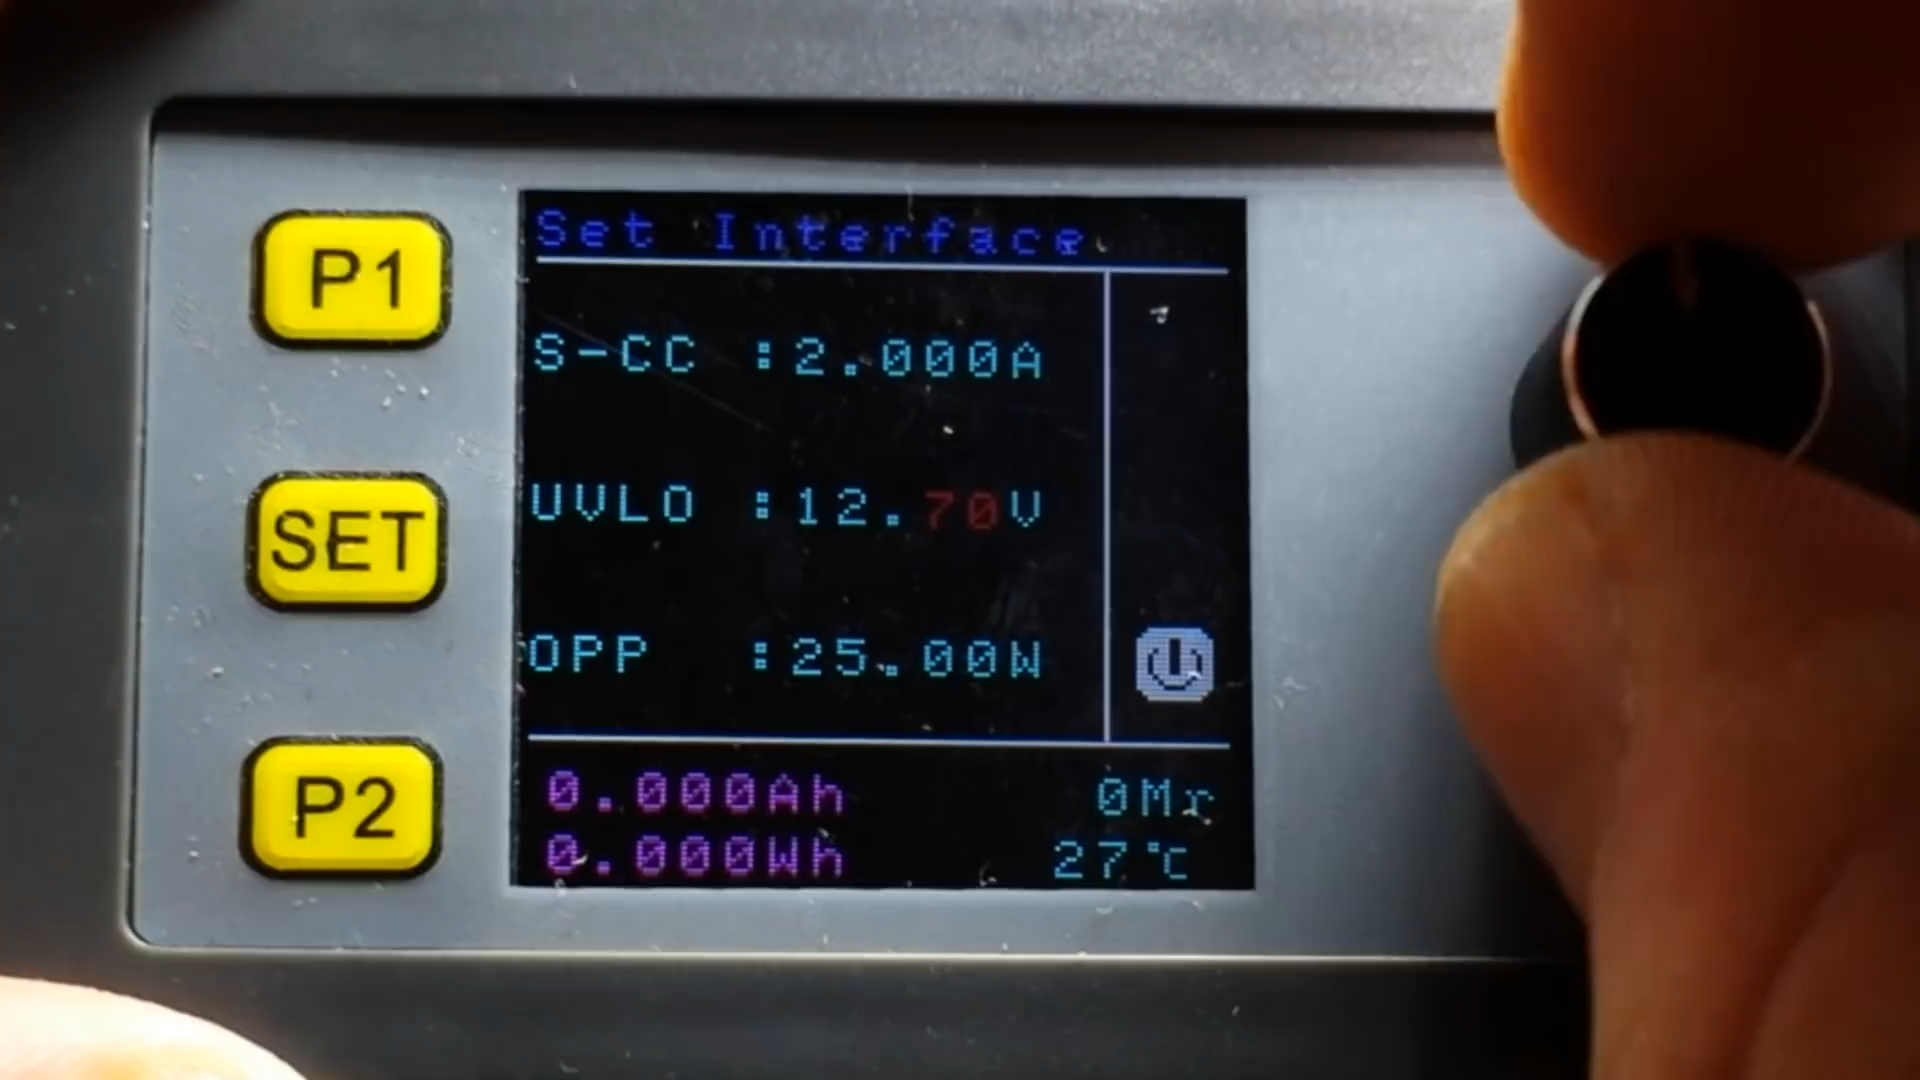 P1
SET
P2
Set Interface
S-CC :2.000A
UVLO :12.70V
OPP :25.00W
0.000Ah 0Mr
0.000Wh 27℃